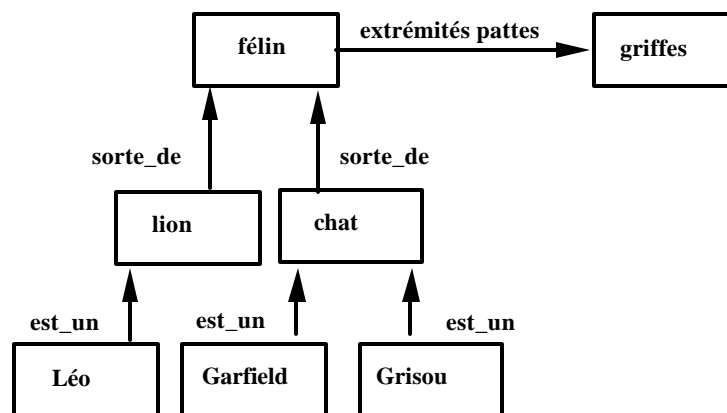 extrémités pattes
félin
griffes
sorte_de
sorte_de
lion
chat
est_un
est_un
est_un
Léo
Garfield
Grisou